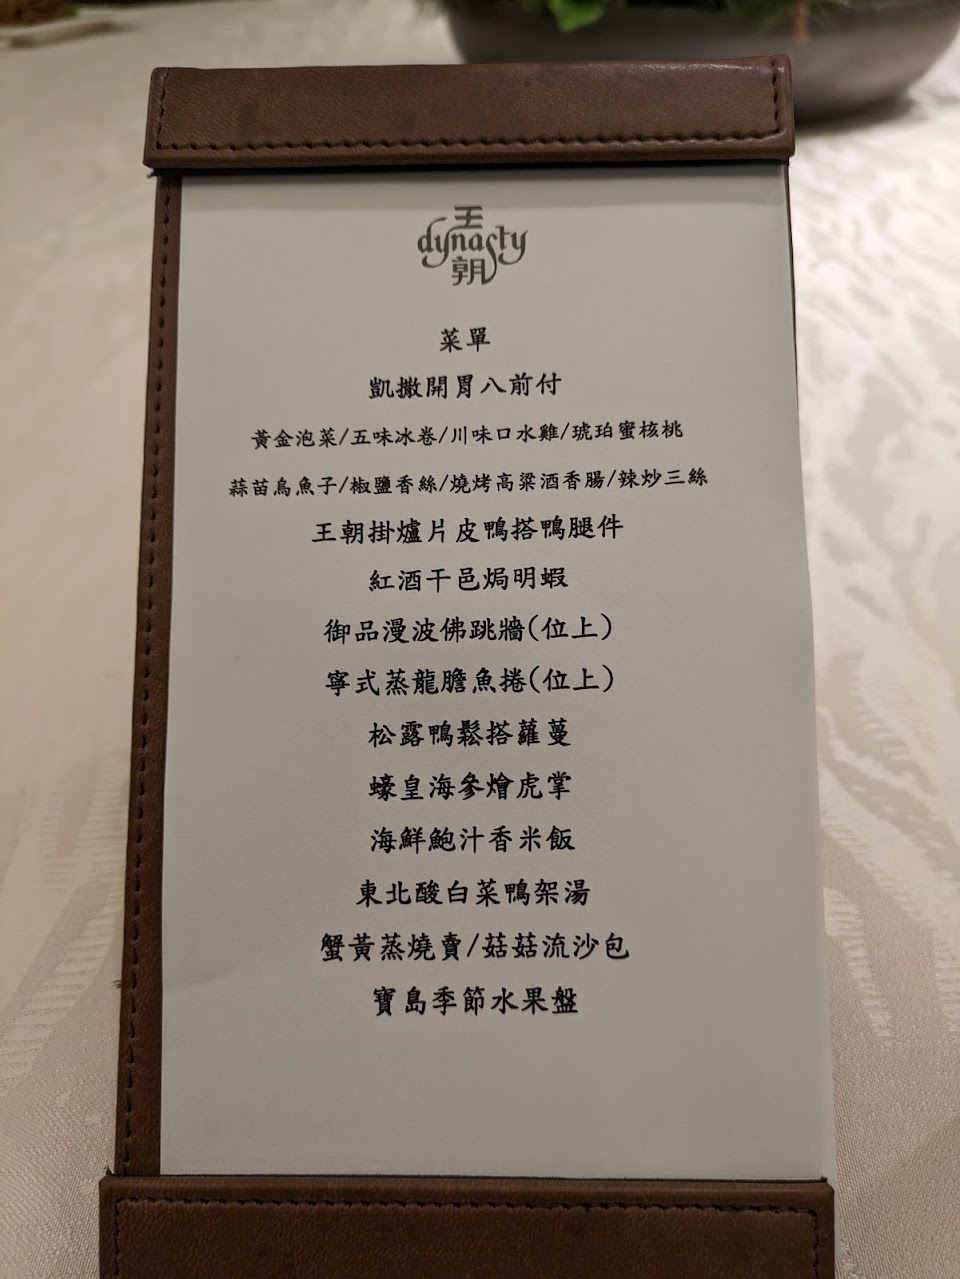 王
dynasty
朝
菜單
凱撒開胃八前付
黃金泡菜/五味冰卷/川味口水雞/琥珀蜜核桃
蒜苗烏魚子/椒鹽香絲/燒烤高粱酒香腸/辣炒三絲
王朝掛爐片皮鴨搭鴨腿件
紅酒干邑焗明蝦
御品漫波佛跳牆(位上)
寧式蒸龍膽魚捲(位上)
松露鴨鬆搭蘿蔓
蠔皇海參燴虎掌
海鮮鮑汁香米飯
東北酸白菜鴨架湯
蟹黃蒸燒賣/菇菇流沙包
寶島季節水果盤